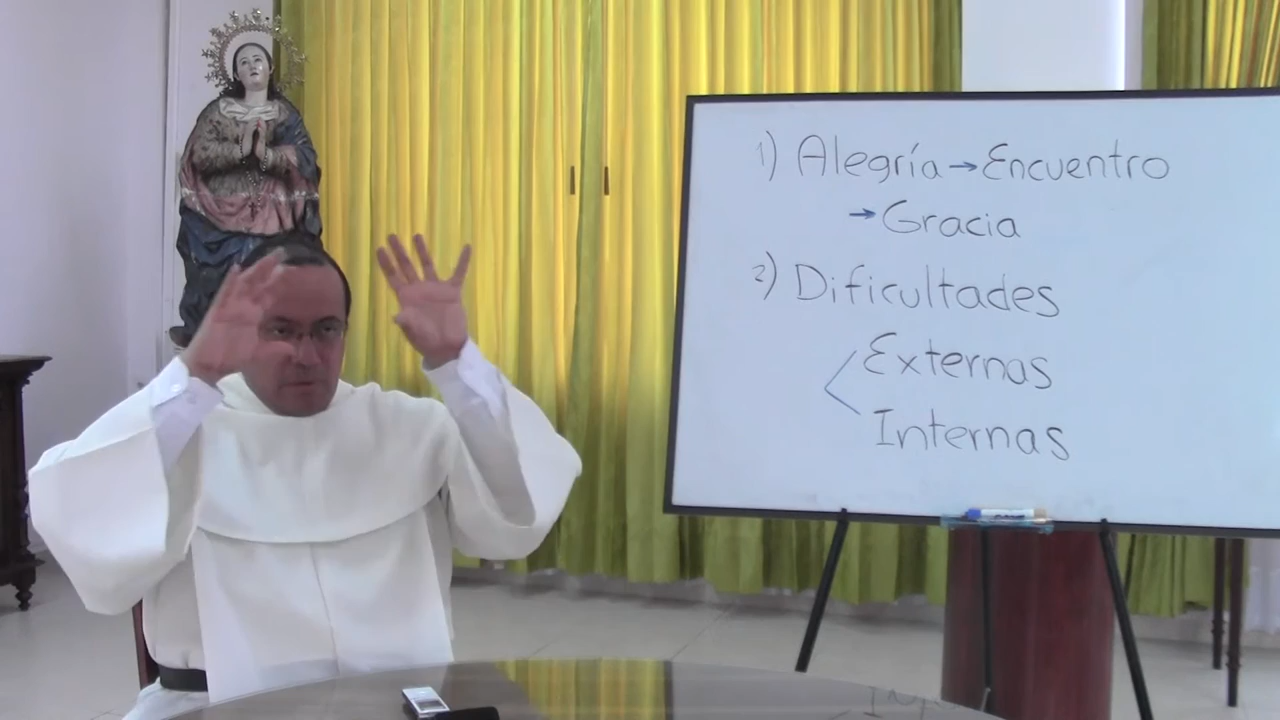 1) Alegría → Encuentro
→ Gracia
2) Dificultades
Externas
Internas